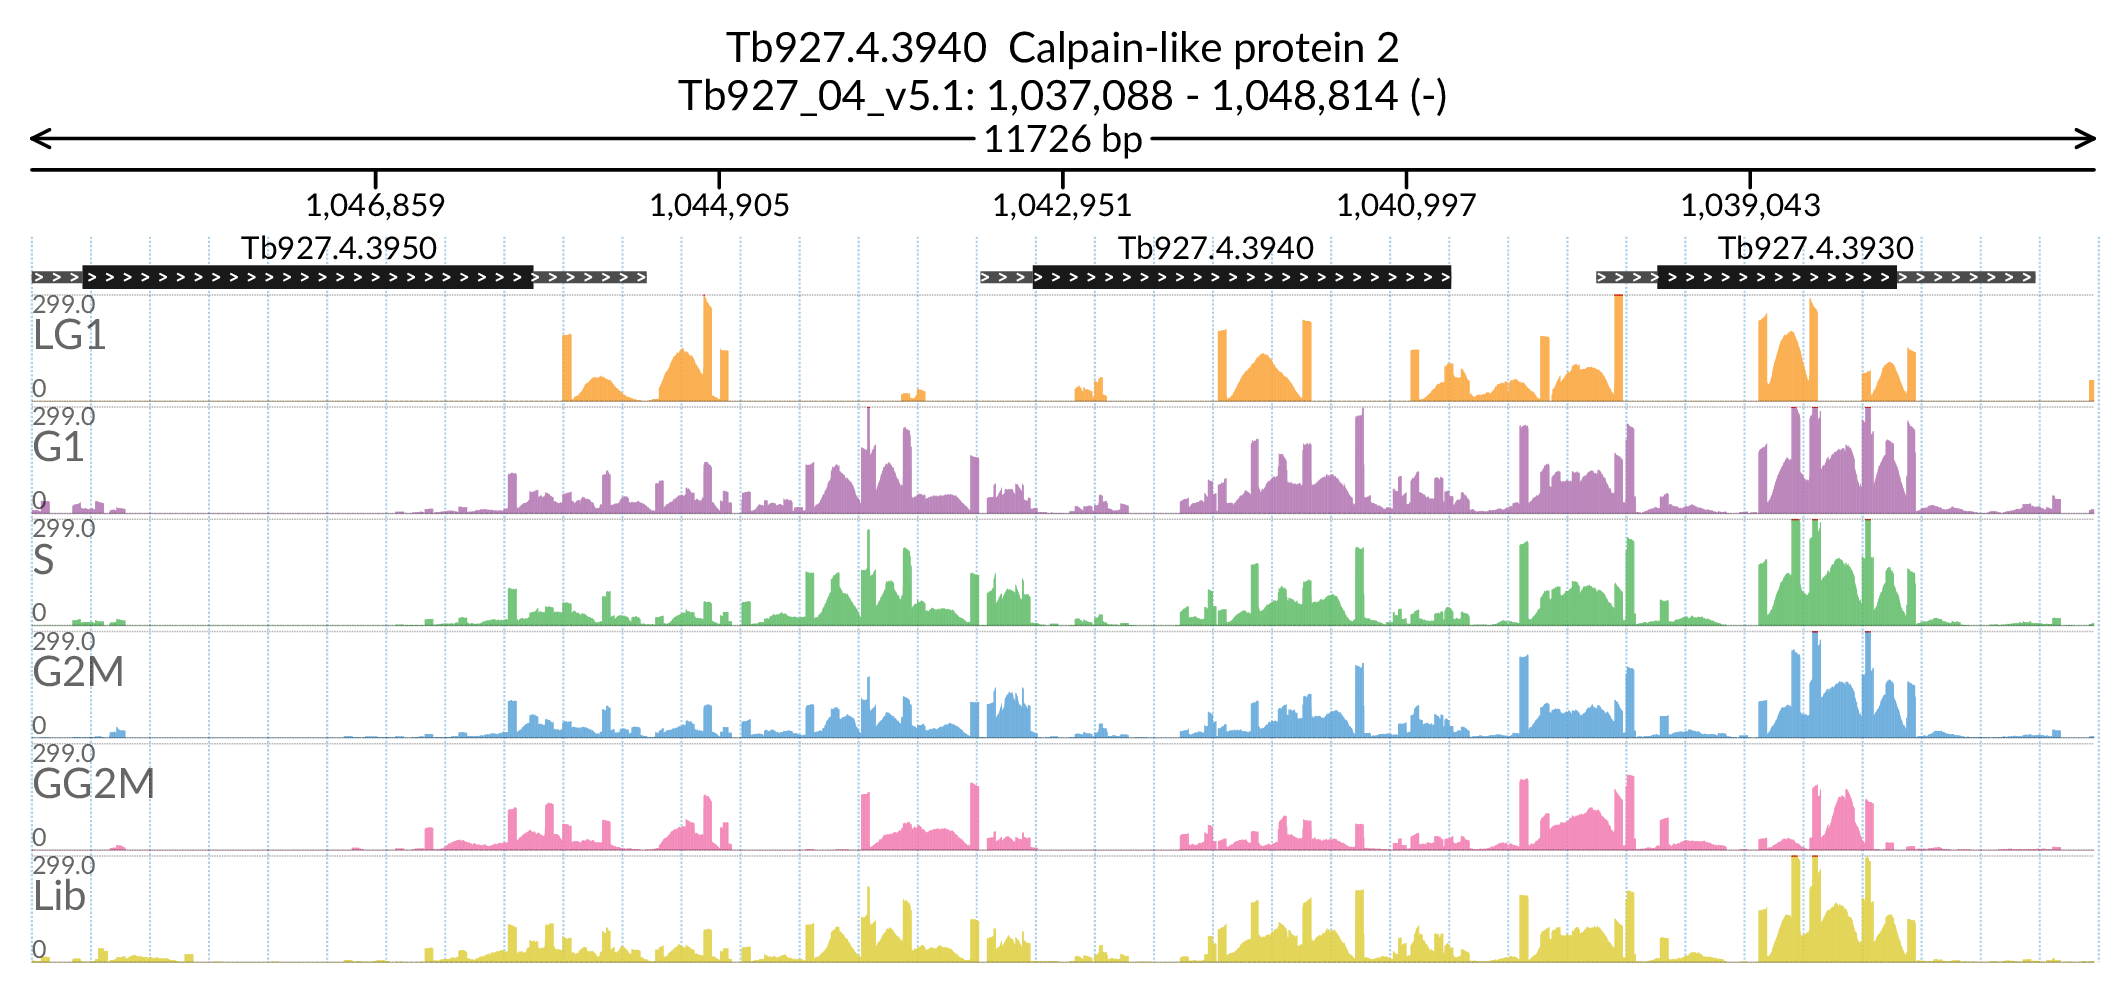 Tb927.4.3940  Calpain-like protein 2
Tb927_04_v5.1: 1,037,088 - 1,048,814 (-)
11726 bp
1,046,859 1,044,905 1,042,951 1,040,997 1,039,043
Tb927.4.3950 Tb927.4.3940 Tb927.4.3930
299.0
LG1
0
299.0
G1
0
299.0
S
0
299.0
G2M
0
299.0
GG2M
0
299.0
Lib
0